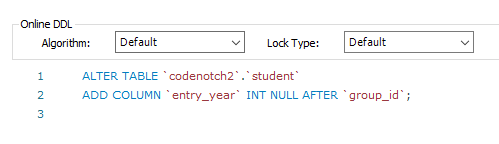 Online DDL
Algorithm: Default Lock Type: Default
1 ALTER TABLE `codenotch2`.`student`
2 ADD COLUMN `entry_year` INT NULL AFTER `group_id`;
3